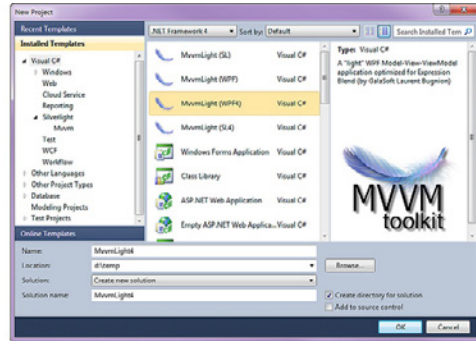 New Project
Recent Templates
Installed Templates
Visual C#
Windows
Web
Cloud Service
Reporting
Silverlight
Mvvm
Test
WCF
Workflow
Other Languages
Other Project Types
Database
Modeling Projects
Test Projects
Online Templates
.NET Framework 4
Sort by: Default
Search Installed Tem
MvvmLight (SL) Visual C#
MvvmLight (WPF) Visual C#
MvvmLight (WPF4) Visual C#
MvvmLight (SL4) Visual C#
Windows Forms Application Visual C#
Class Library Visual C#
ASP.NET Web Application Visual C#
Empty ASP.NET Web Applica... Visual C#
Type: Visual C#
A "light" WPF Model-View-ViewModel
application optimized for Expression
Blend (by GalaSoft Laurent Bugnion)
MVVM
toolkit
Name: MvvmLight4
Location: d:\temp
Browse...
Solution: Create new solution
Solution name: MvvmLight4
Create directory for solution
Add to source control
OK Cancel